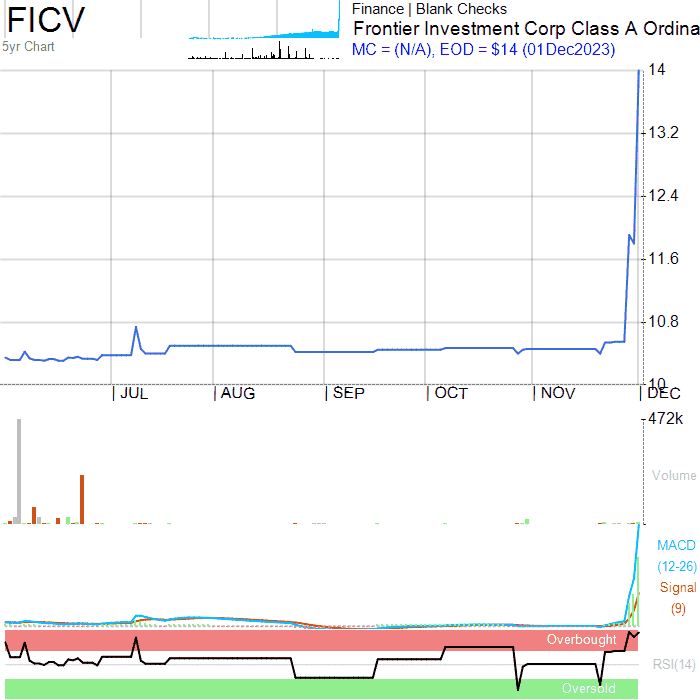 FICV
5yr Chart
Finance | Blank Checks
Frontier Investment Corp Class A Ordina
MC = (N/A), EOD = $14 (01Dec2023)
14
13.2
12.4
11.6
10.8
10
| JUL | AUG | SEP | OCT | NOV | DEC
472k
Volume
MACD
(12-26)
Signal
(9)
Overbought
RSI(14)
Oversold